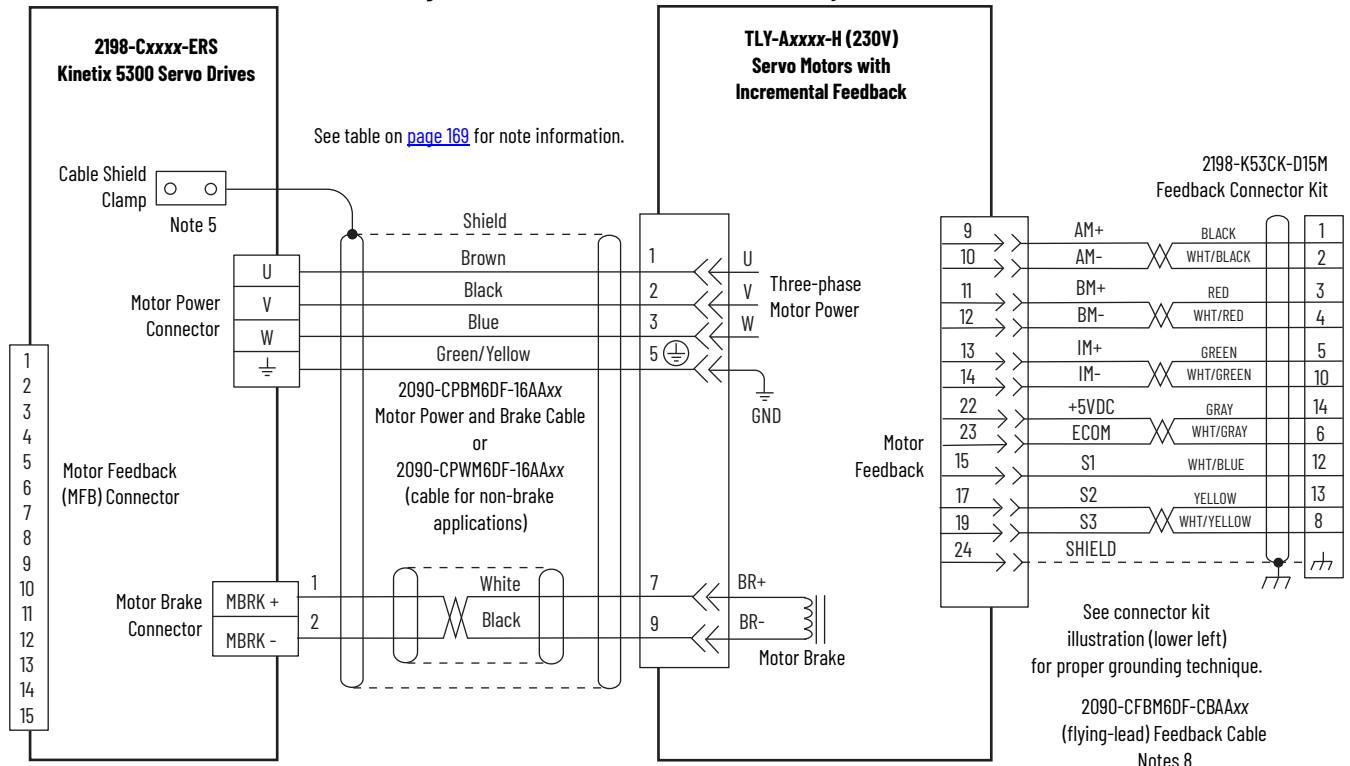 2198-Cxxxx-ERS
Kinetix 5300 Servo Drives
TLY-Axxxx-H (230V)
Servo Motors with
Incremental Feedback
See table on page 169 for note information.
Cable Shield
Clamp
Note 5
Motor Power
Connector
U
V
W
Shield
Brown
Black
Blue
Green/Yellow
1
2
3
5
U
V
W
Three-phase
Motor Power
GND
2090-CPBM6DF-16AAxx
Motor Power and Brake Cable
or
2090-CPWM6DF-16AAxx
(cable for non-brake
applications)
1
2
3
4
5
6
7
8
9
10
11
12
13
14
15
Motor Feedback
(MFB) Connector
Motor Brake
Connector
MBRK +
MBRK -
1
2
White
Black
7
9
BR+
BR-
Motor Brake
2198-K53CK-D15M
Feedback Connector Kit
Motor
Feedback
9 AM+ BLACK 1
10 AM- WHT/BLACK 2
11 BM+ RED 3
12 BM- WHT/RED 4
13 IM+ GREEN 5
14 IM- WHT/GREEN 10
22 +5VDC GRAY 14
23 ECOM WHT/GRAY 6
15 S1 WHT/BLUE 12
17 S2 YELLOW 13
19 S3 WHT/YELLOW 8
24 SHIELD
See connector kit
illustration (lower left)
for proper grounding technique.
2090-CFBM6DF-CBAAxx
(flying-lead) Feedback Cable
Notes 8